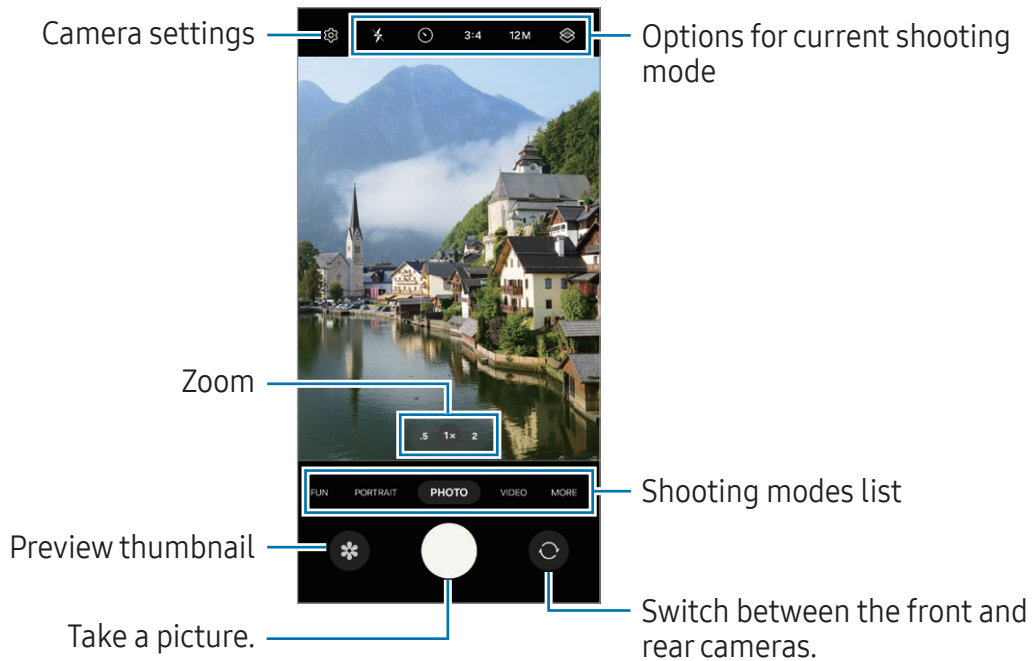 Camera settings
3:4
12M
Options for current shooting
mode
Zoom
.5 1× 2
FUN PORTRAIT PHOTO VIDEO MORE
Shooting modes list
Preview thumbnail
Take a picture.
Switch between the front and
rear cameras.